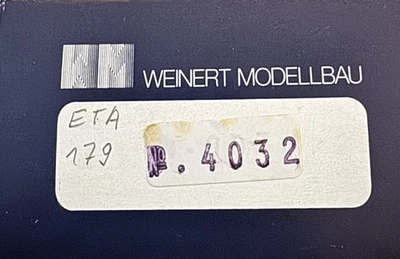 WEINERT MODELLBAU
ETA
179
№. 4032